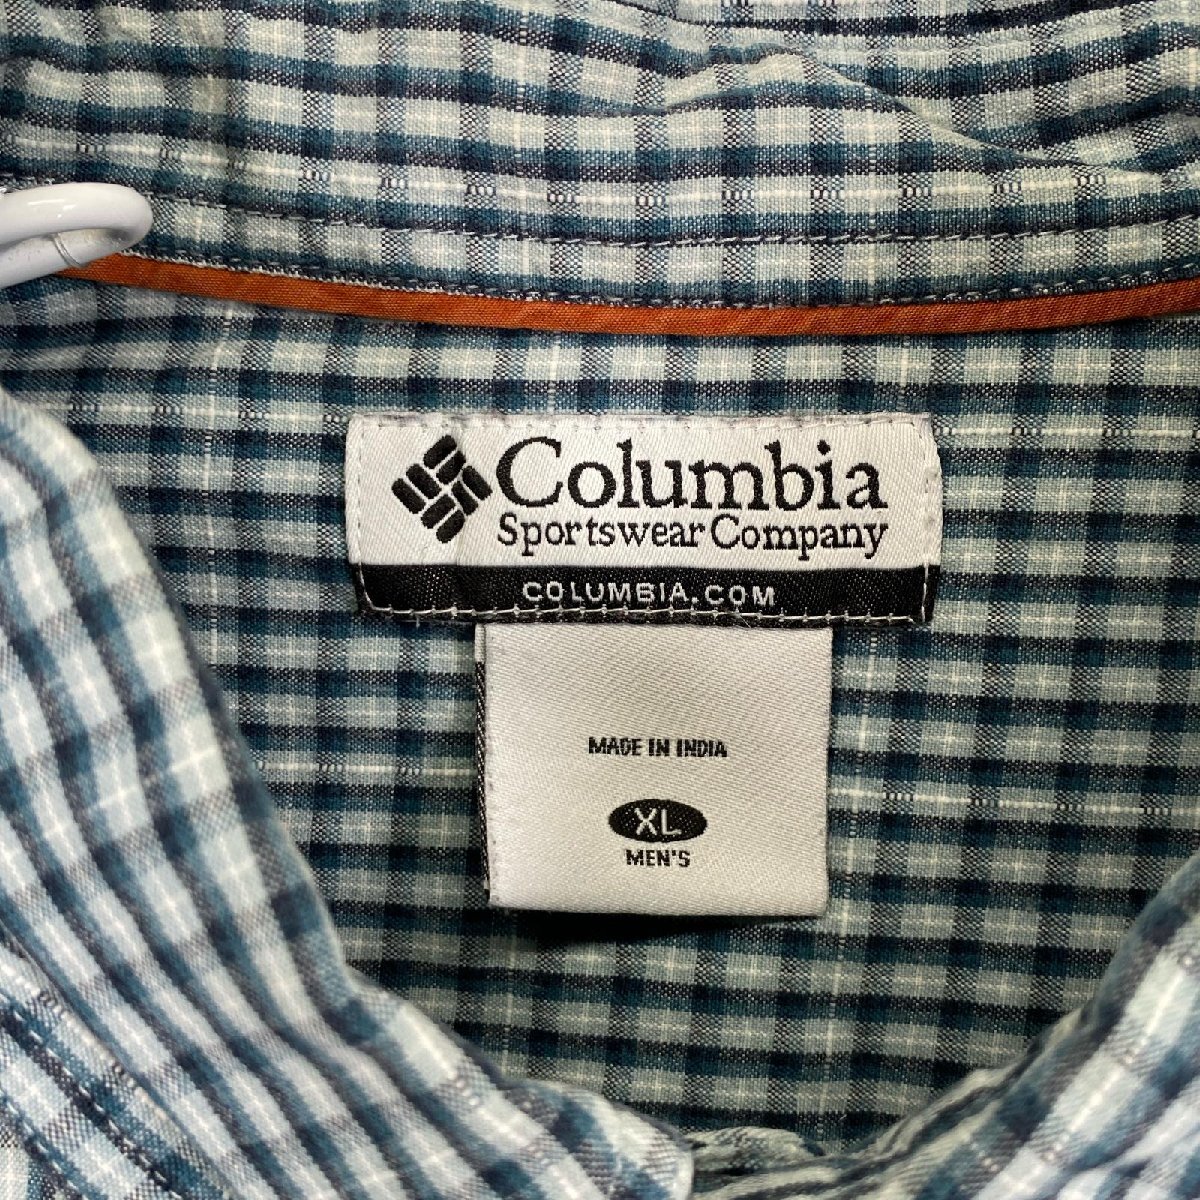 Columbia
Sportswear Company
COLUMBIA.COM
MADE IN INDIA
XL
MEN'S